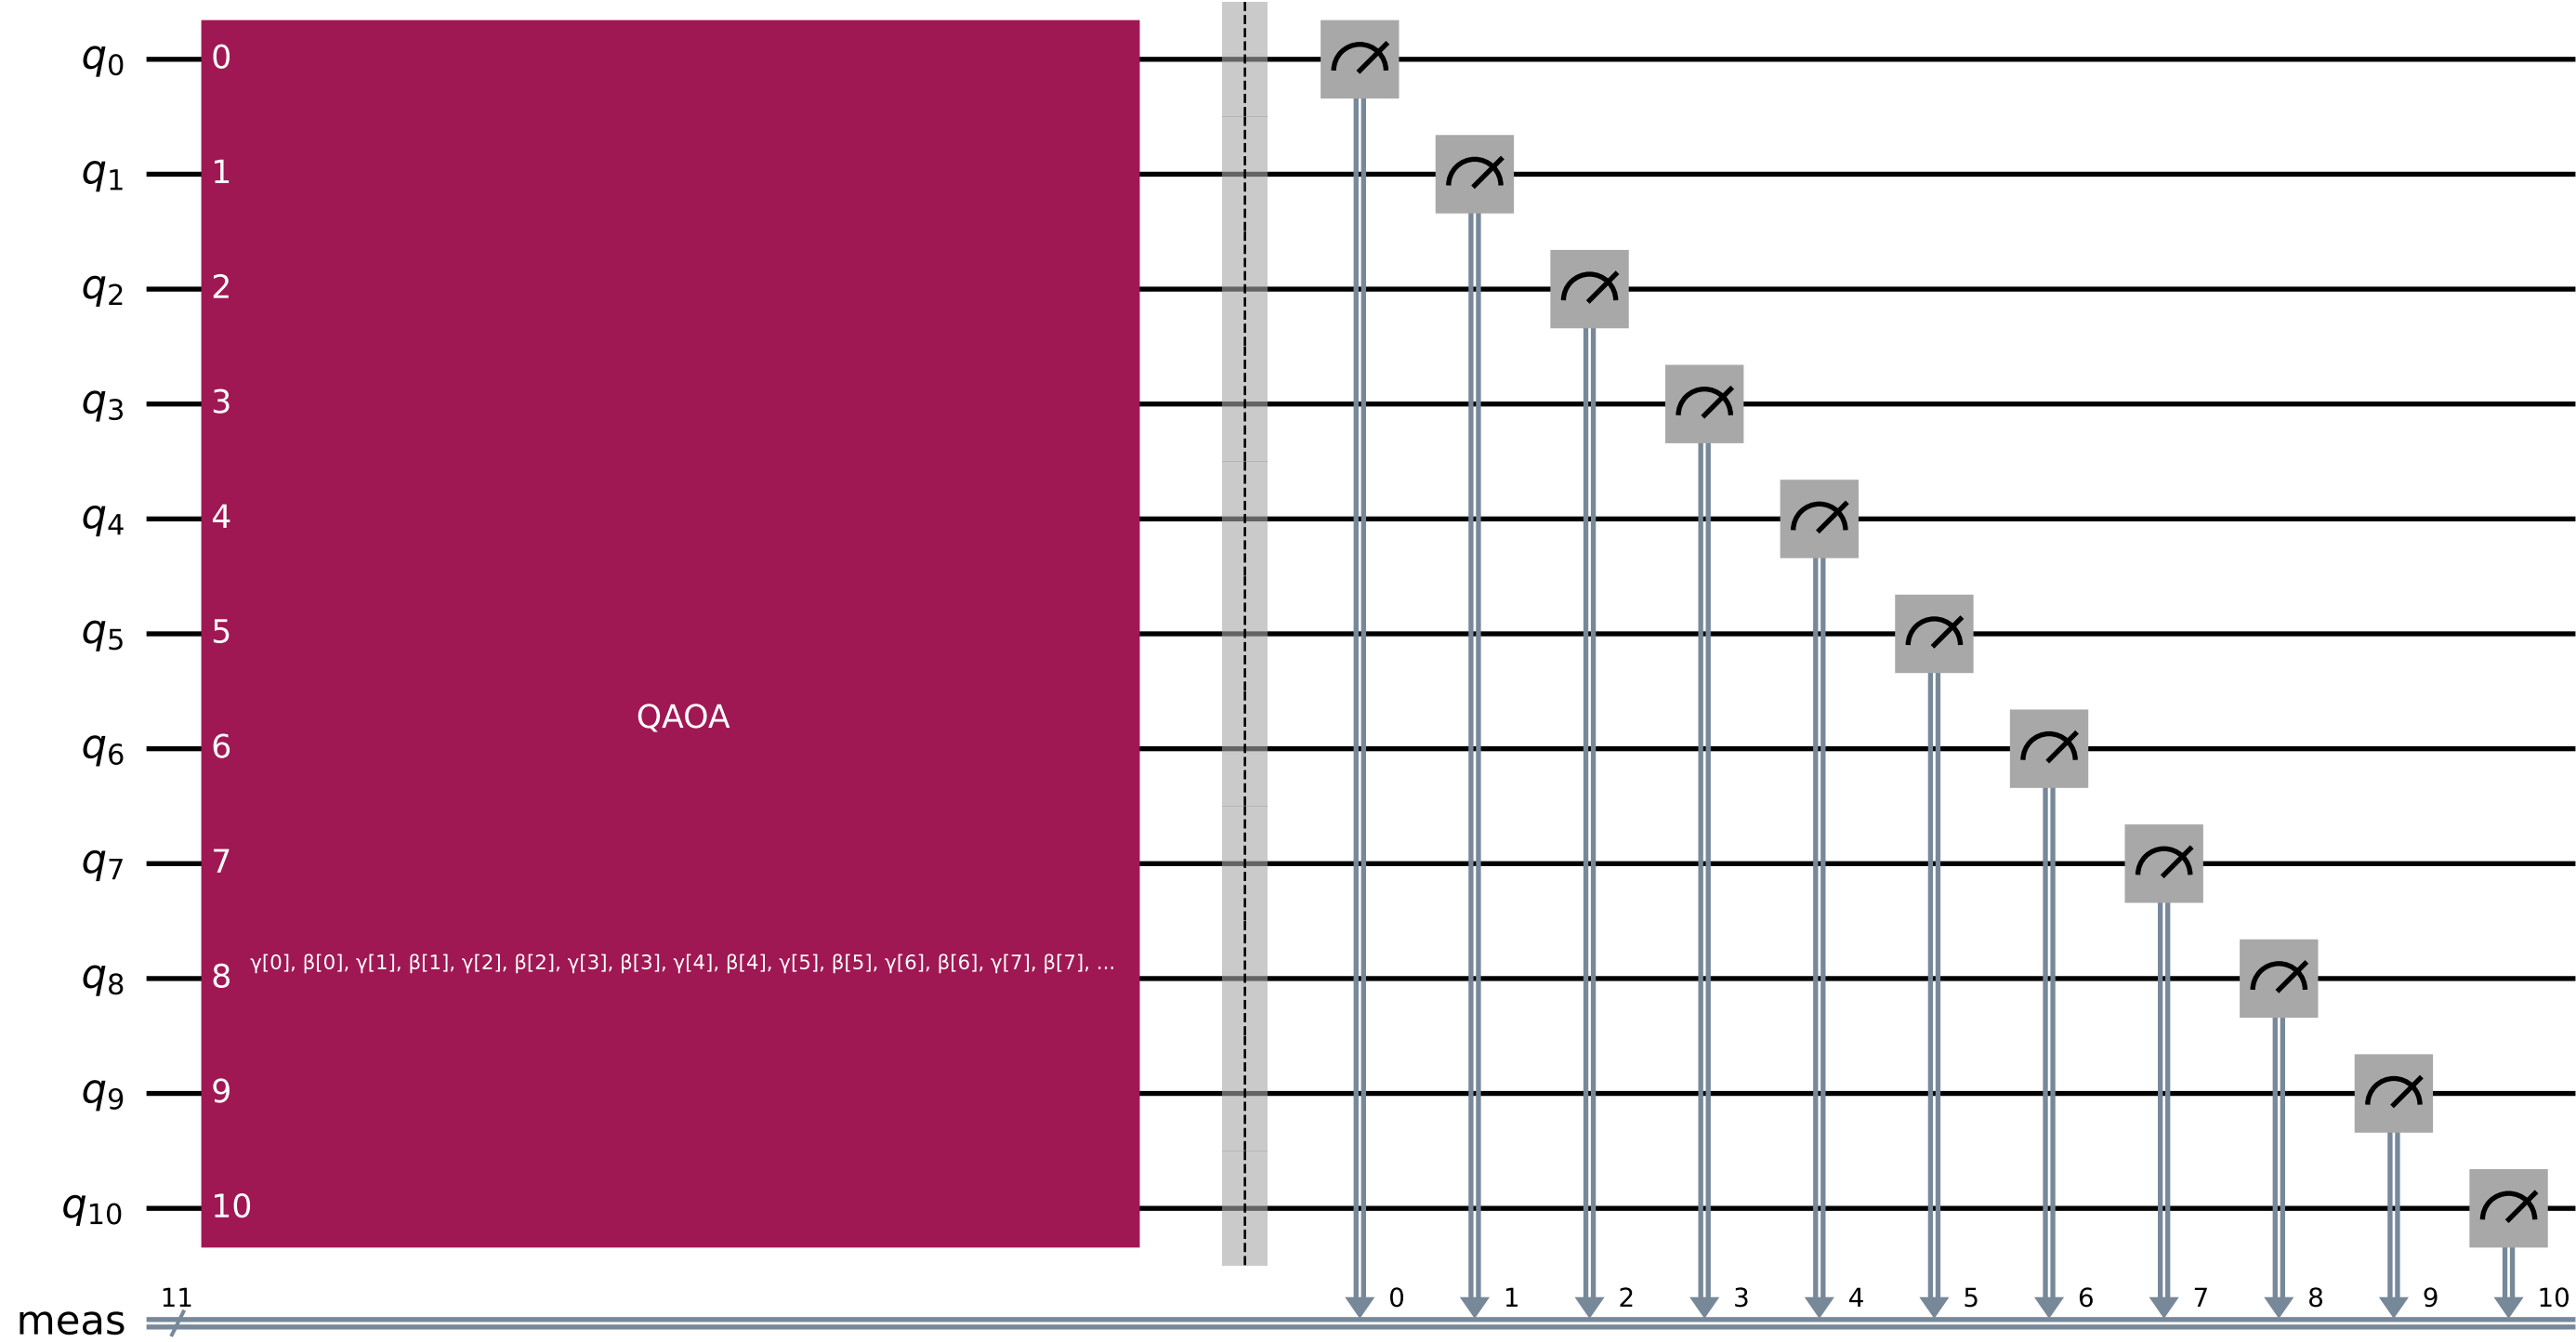 q0 0
q1 1
q2 2
q3 3
q4 4
q5 5
QAOA
q6 6
q7 7
γ[0], β[0], γ[1], β[1], γ[2], β[2], γ[3], β[3], γ[4], β[4], γ[5], β[5], γ[6], β[6], γ[7], β[7], ...
q8 8
q9 9
q10 10
11 0 1 2 3 4 5 6 7 8 9 10
meas